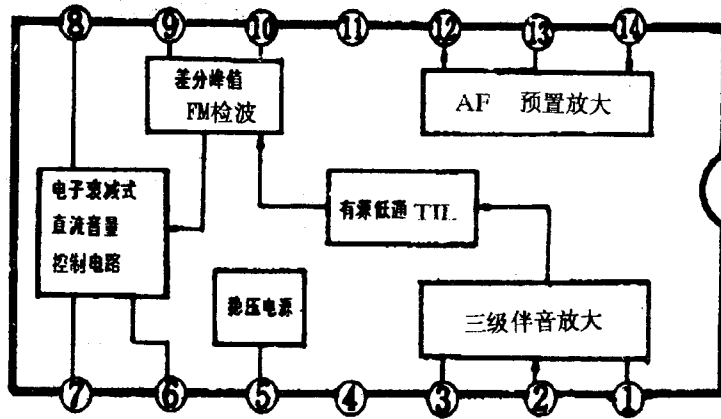 ⑧ ⑨ ⑩ ⑪ ⑫ ⑬ ⑭
差分峰值
FM检波
AF 预置放大
电子衰减式
直流音量
控制电路
有源低通 TIL
稳压电源
三级伴音放大
⑦ ⑥ ⑤ ④ ③ ② ①